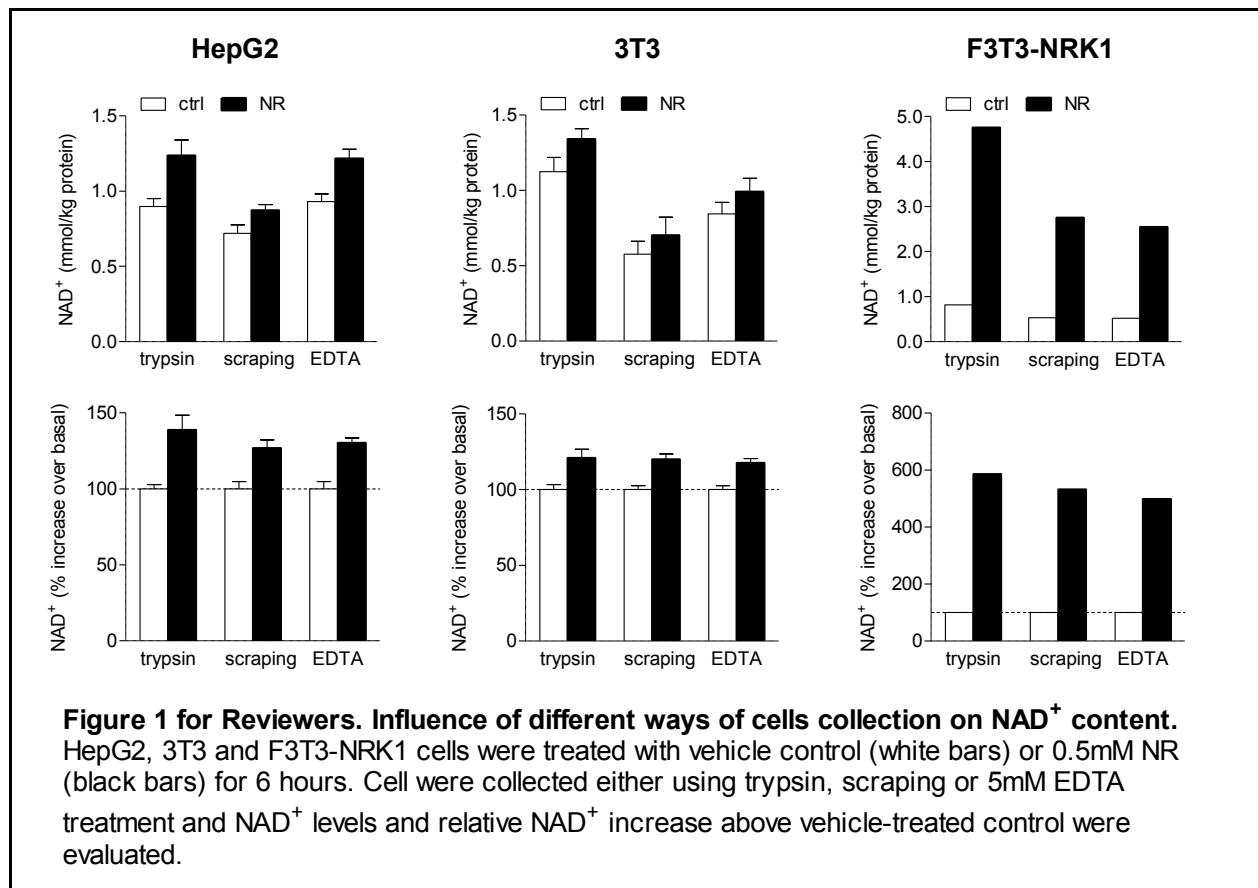 HepG2
3T3
F3T3-NRK1
ctrl NR
NAD+ (mmol/kg protein)
1.5
1.0
0.5
0.0
trypsin scraping EDTA
ctrl NR
NAD+ (mmol/kg protein)
1.5
1.0
0.5
0.0
trypsin scraping EDTA
ctrl NR
NAD+ (mmol/kg protein)
5.0
4.0
3.0
2.0
1.0
0.0
trypsin scraping EDTA
NAD+ (% increase over basal)
150
100
50
0
trypsin scraping EDTA
NAD+ (% increase over basal)
150
100
50
0
trypsin scraping EDTA
NAD+ (% increase over basal)
800
600
400
200
0
trypsin scraping EDTA
Figure 1 for Reviewers. Influence of different ways of cells collection on NAD+ content.
HepG2, 3T3 and F3T3-NRK1 cells were treated with vehicle control (white bars) or 0.5mM NR
(black bars) for 6 hours. Cell were collected either using trypsin, scraping or 5mM EDTA
treatment and NAD+ levels and relative NAD+ increase above vehicle-treated control were
evaluated.